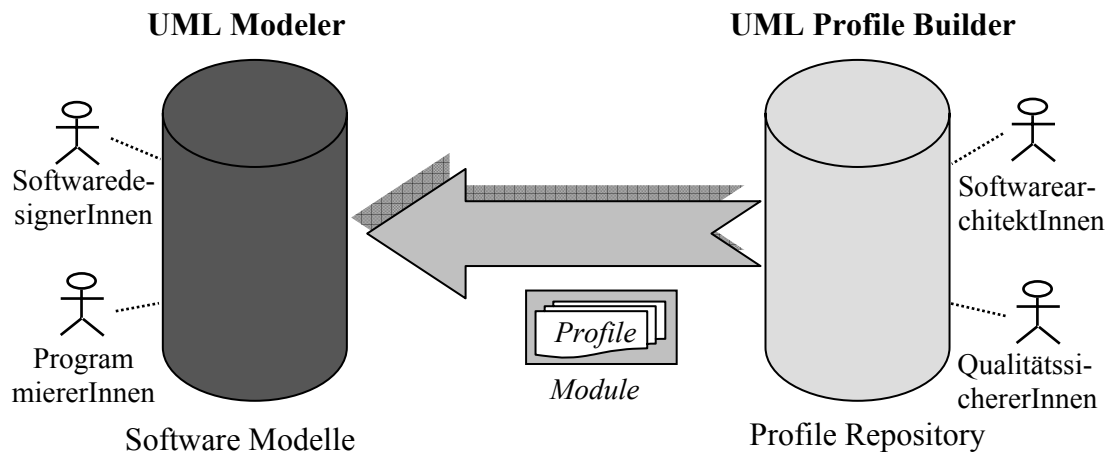 UML Modeler
UML Profile Builder
Softwarede-
signerInnen
Program
miererInnen
Software Modelle
Profile
Module
Softwarear-
chitektInnen
Qualitätssi-
chererInnen
Profile Repository